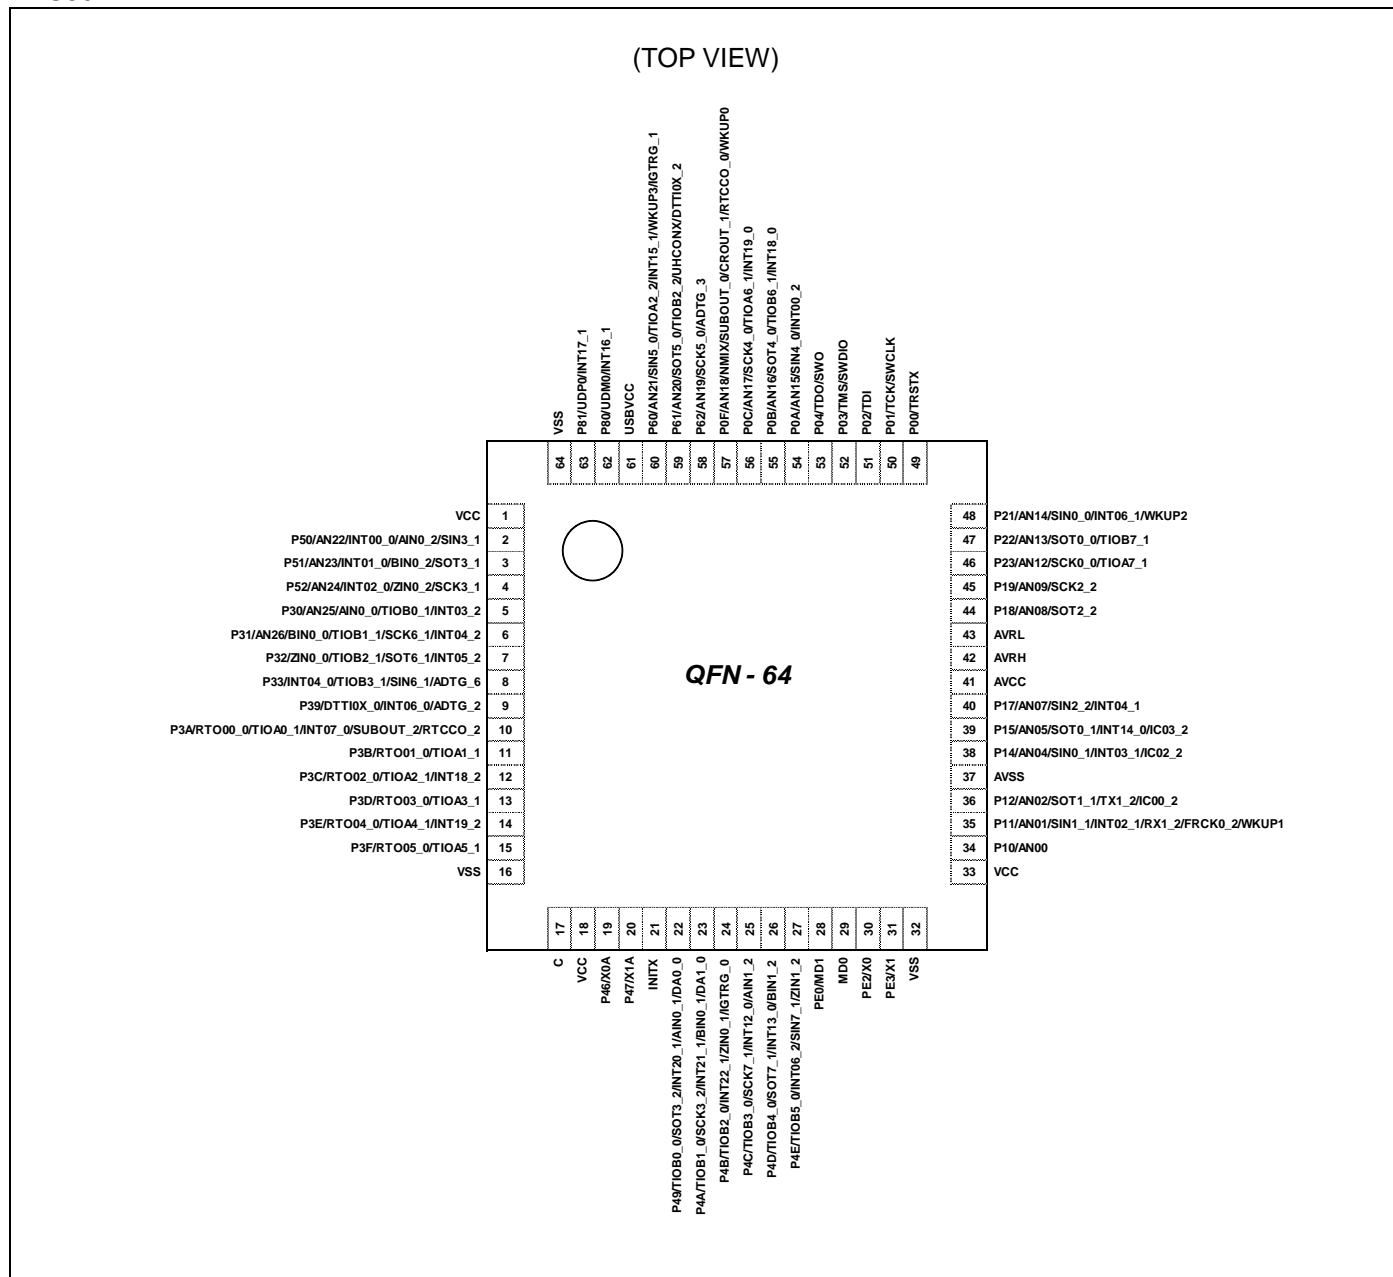 (TOP VIEW)
VSS
P81/UDP0/INT17_1
P80/UDM0/INT16_1
USBVCC
P60/AN21/SIN5_0/TIOA2_2/INT15_1/WKUP3/IGTRG_1
P61/AN20/SOT5_0/TIOB2_2/UHCONX/DTTI0X_2
P62/AN19/SCK5_0/ADTG_3
P0F/AN18/NMIX/SUBOUT_0/CROUT_1/RTCCO_0/WKUP0
P0C/AN17/SCK4_0/TIOA6_1/INT19_0
P0B/AN16/SOT4_0/TIOB6_1/INT18_0
P0A/AN15/SIN4_0/INT00_2
P04/TDO/SWO
P03/TMS/SWDIO
P02/TDI
P01/TCK/SWCLK
P00/TRSTX
64
63
62
61
60
59
58
57
56
55
54
53
52
51
50
49
VCC 1
P50/AN22/INT00_0/AIN0_2/SIN3_1 2
P51/AN23/INT01_0/BIN0_2/SOT3_1 3
P52/AN24/INT02_0/ZIN0_2/SCK3_1 4
P30/AN25/AIN0_0/TIOB0_1/INT03_2 5
P31/AN26/BIN0_0/TIOB1_1/SCK6_1/INT04_2 6
P32/ZIN0_0/TIOB2_1/SOT6_1/INT05_2 7
P33/INT04_0/TIOB3_1/SIN6_1/ADTG_6 8
P39/DTTI0X_0/INT06_0/ADTG_2 9
P3A/RTO00_0/TIOA0_1/INT07_0/SUBOUT_2/RTCCO_2 10
P3B/RTO01_0/TIOA1_1 11
P3C/RTO02_0/TIOA2_1/INT18_2 12
P3D/RTO03_0/TIOA3_1 13
P3E/RTO04_0/TIOA4_1/INT19_2 14
P3F/RTO05_0/TIOA5_1 15
VSS 16
QFN - 64
48 P21/AN14/SIN0_0/INT06_1/WKUP2
47 P22/AN13/SOT0_0/TIOB7_1
46 P23/AN12/SCK0_0/TIOA7_1
45 P19/AN09/SCK2_2
44 P18/AN08/SOT2_2
43 AVRL
42 AVRH
41 AVCC
40 P17/AN07/SIN2_2/INT04_1
39 P15/AN05/SOT0_1/INT14_0/IC03_2
38 P14/AN04/SIN0_1/INT03_1/IC02_2
37 AVSS
36 P12/AN02/SOT1_1/TX1_2/IC00_2
35 P11/AN01/SIN1_1/INT02_1/RX1_2/FRCK0_2/WKUP1
34 P10/AN00
33 VCC
17
18
19
20
21
22
23
24
25
26
27
28
29
30
31
32
C
VCC
P46/X0A
P47/X1A
INITX
P49/TIOB0_0/SOT3_2/INT20_1/AIN0_1/DA0_0
P4A/TIOB1_0/SCK3_2/INT21_1/BIN0_1/DA1_0
P4B/TIOB2_0/INT22_1/ZIN0_1/IGTRG_0
P4C/TIOB3_0/SCK7_1/INT12_0/AIN1_2
P4D/TIOB4_0/SOT7_1/INT13_0/BIN1_2
P4E/TIOB5_0/INT06_2/SIN7_1/ZIN1_2
PE0/MD1
MD0
PE2/X0
PE3/X1
VSS